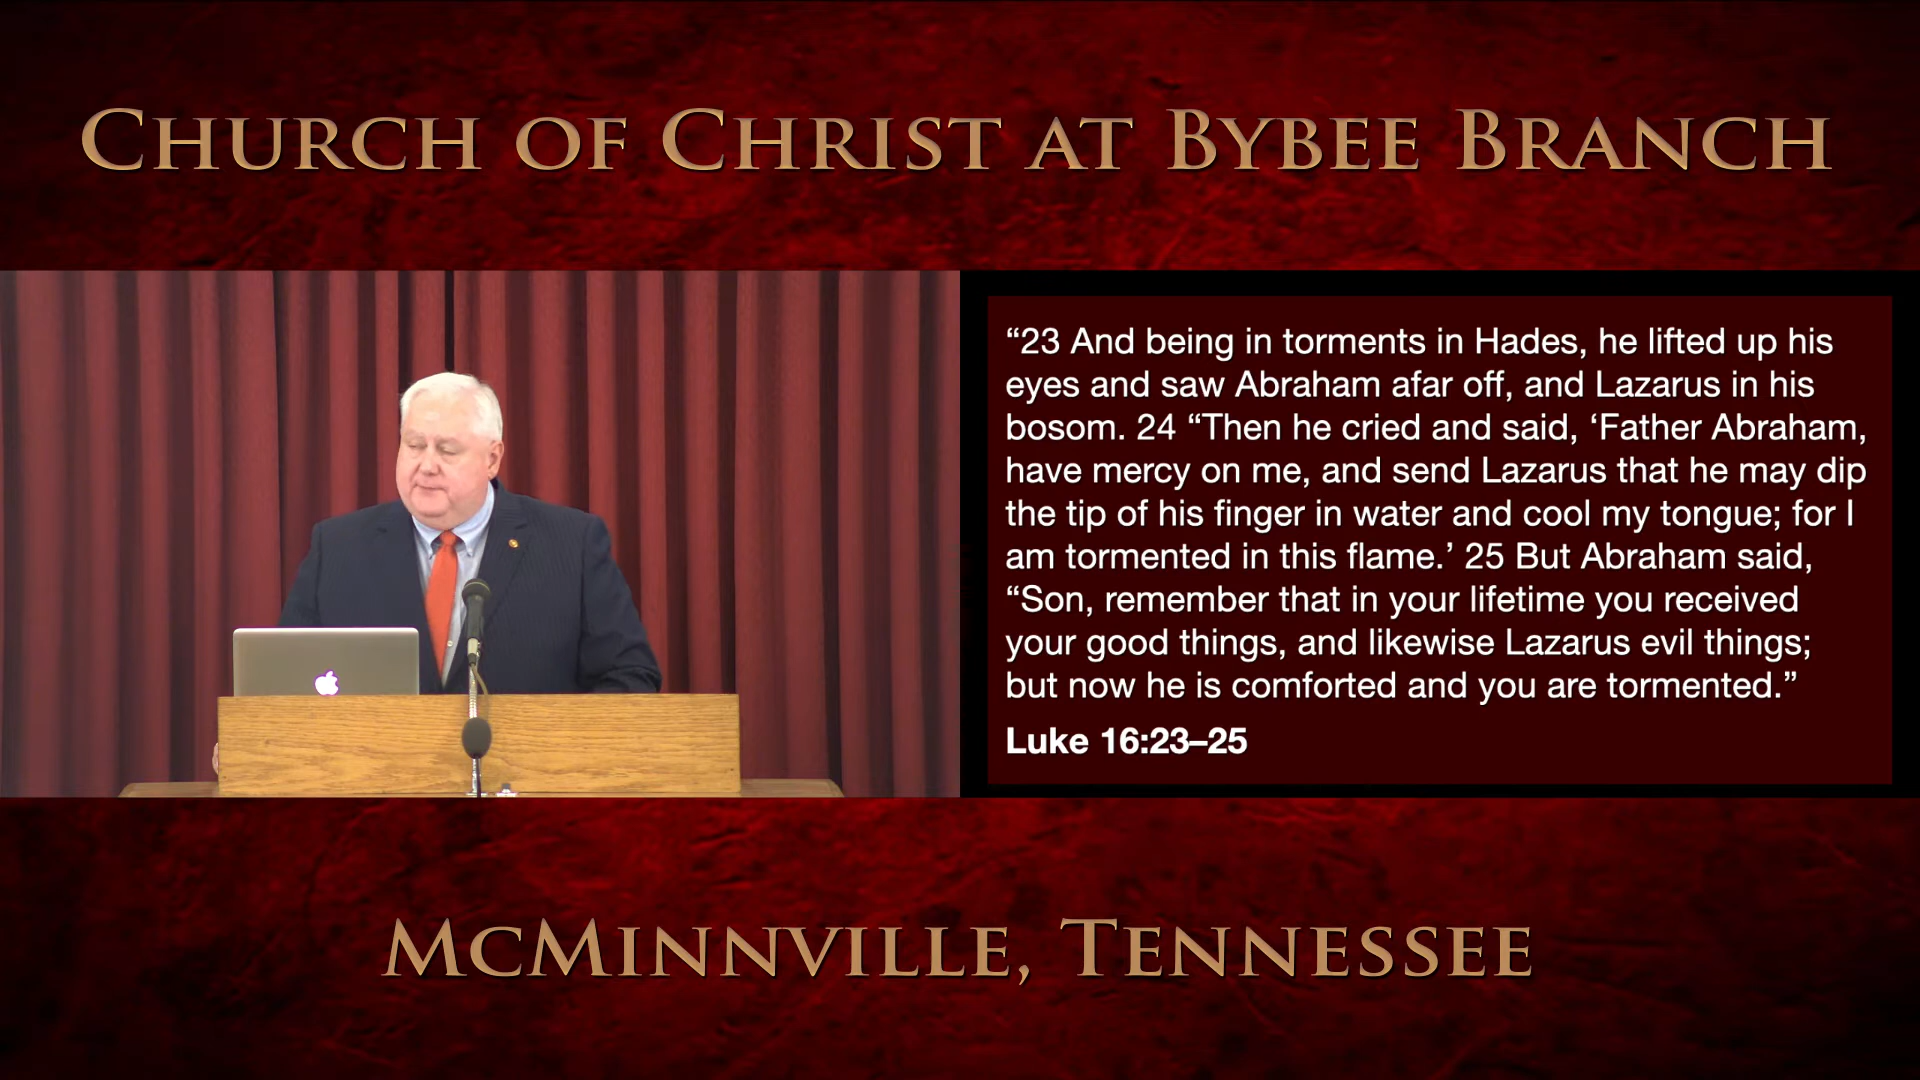 CHURCH OF CHRIST AT BYBEE BRANCH
“23 And being in torments in Hades, he lifted up his
eyes and saw Abraham afar off, and Lazarus in his
bosom. 24 “Then he cried and said, ‘Father Abraham,
have mercy on me, and send Lazarus that he may dip
the tip of his finger in water and cool my tongue; for I
am tormented in this flame.’ 25 But Abraham said,
“Son, remember that in your lifetime you received
your good things, and likewise Lazarus evil things;
but now he is comforted and you are tormented.”
Luke 16:23–25
MCMINNVILLE, TENNESSEE